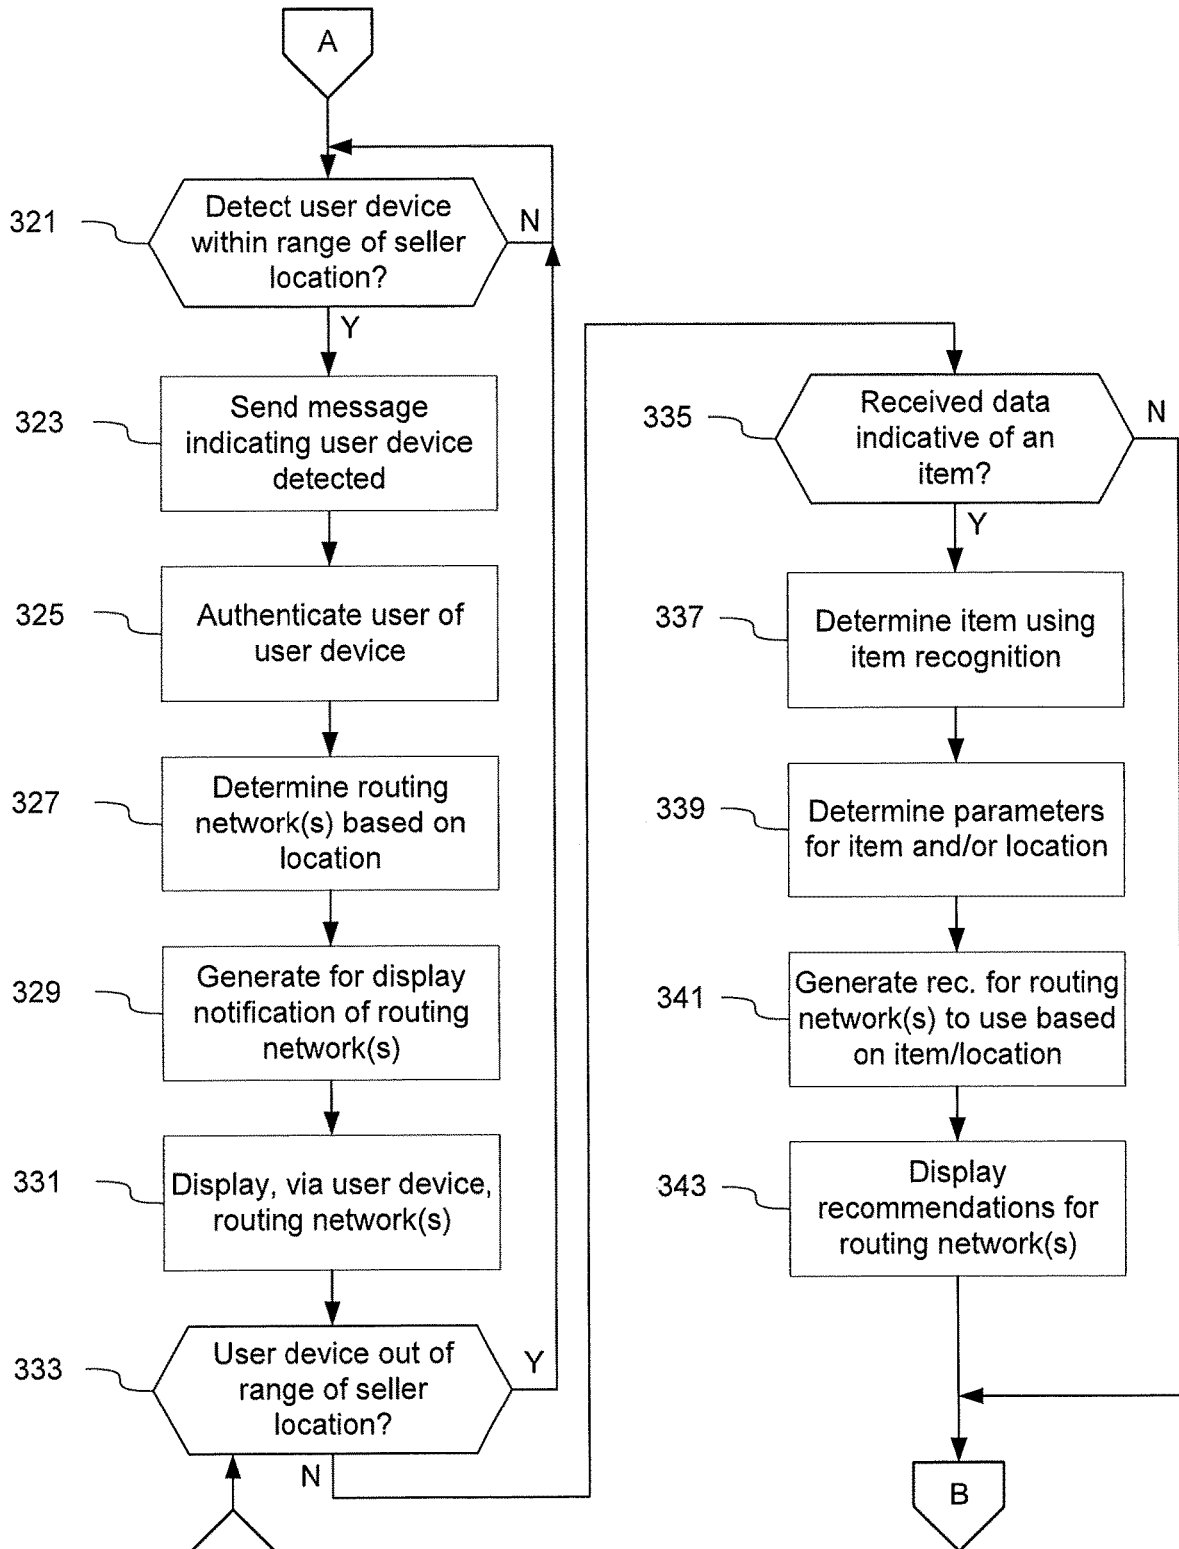 A
321
Detect user device
within range of seller
location?
N
Y
323
Send message
indicating user device
detected
325
Authenticate user of
user device
327
Determine routing
network(s) based on
location
329
Generate for display
notification of routing
network(s)
331
Display, via user device,
routing network(s)
333
User device out of
range of seller
location?
Y
N
335
Received data
indicative of an
item?
N
Y
337
Determine item using
item recognition
339
Determine parameters
for item and/or location
341
Generate rec. for routing
network(s) to use based
on item/location
343
Display
recommendations for
routing network(s)
B